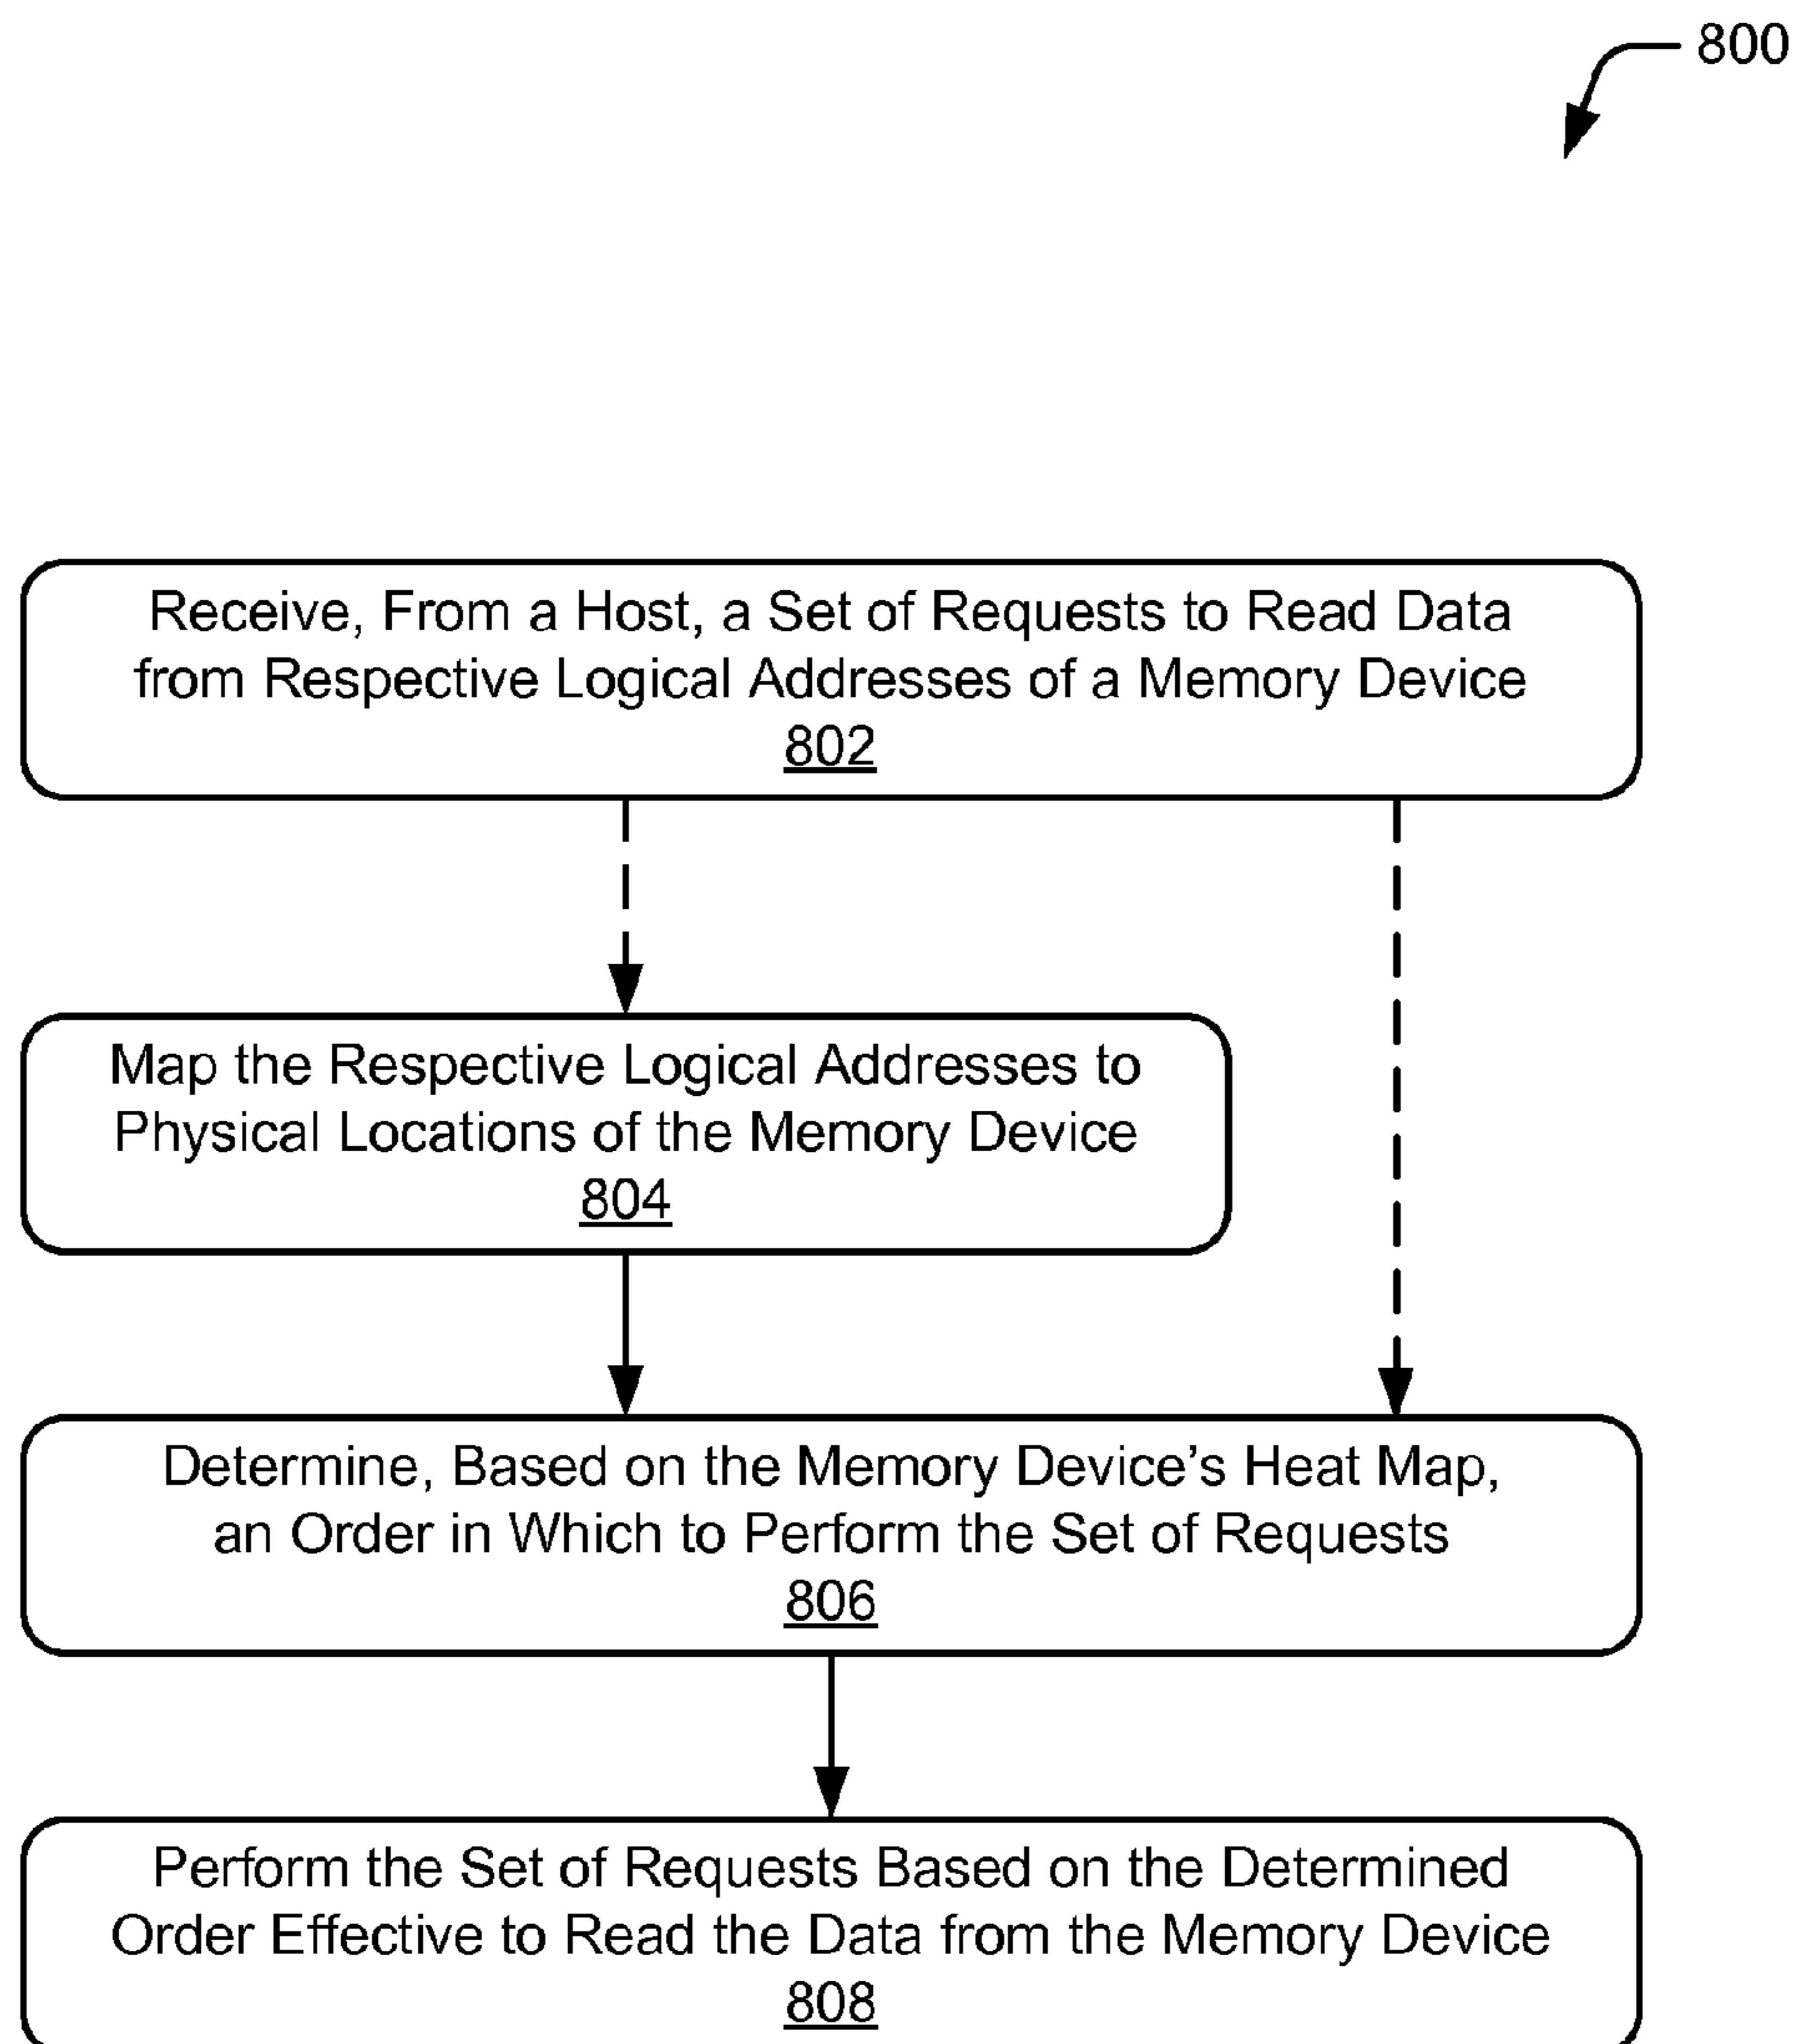 800
Receive, From a Host, a Set of Requests to Read Data
from Respective Logical Addresses of a Memory Device
802
Map the Respective Logical Addresses to
Physical Locations of the Memory Device
804
Determine, Based on the Memory Device’s Heat Map,
an Order in Which to Perform the Set of Requests
806
Perform the Set of Requests Based on the Determined
Order Effective to Read the Data from the Memory Device
808